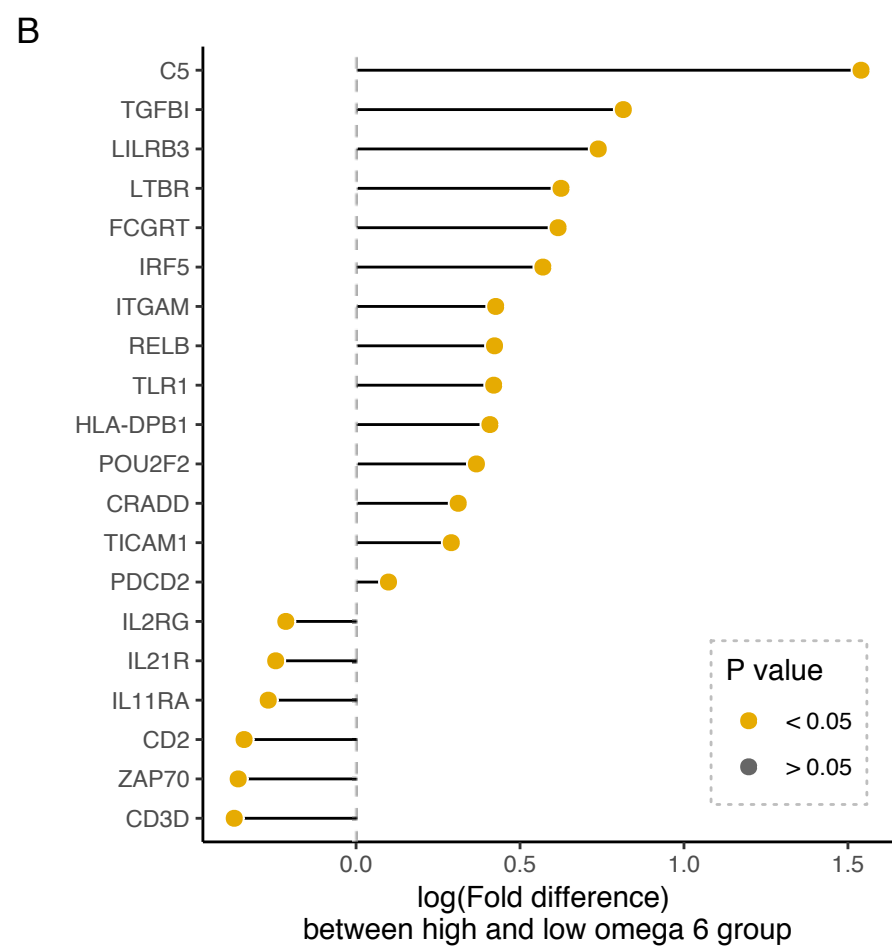 B
C5
TGFBI
LILRB3
LTBR
FCGRT
IRF5
ITGAM
RELB
TLR1
HLA-DPB1
POU2F2
CRADD
TICAM1
PDCD2
IL2RG
IL21R
IL11RA
CD2
ZAP70
CD3D
P value
< 0.05
> 0.05
0.0 0.5 1.0 1.5
log(Fold difference)
between high and low omega 6 group